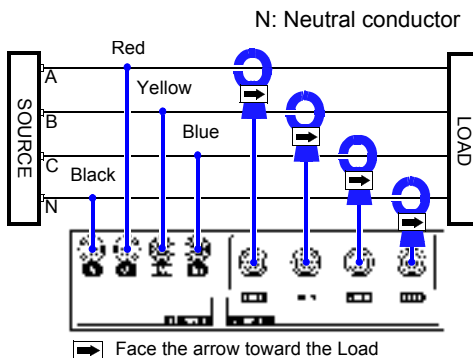 N: Neutral conductor
Red
A
Yellow
B
Blue
C
Black
N
SOURCE
LOAD
Face the arrow toward the Load